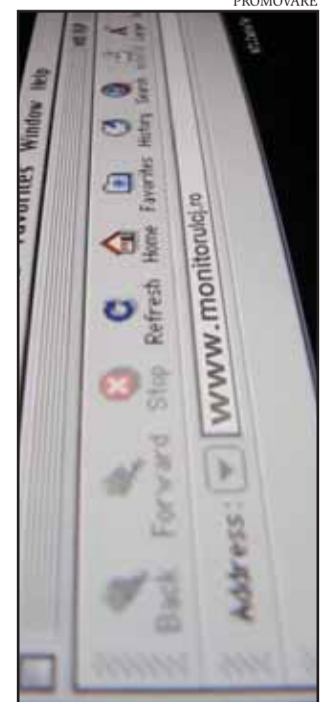 PROMOVARE
Favorites Window Help
Back Forward Stop Refresh Home Favorites History Search
Address: www.monitorulcj.ro